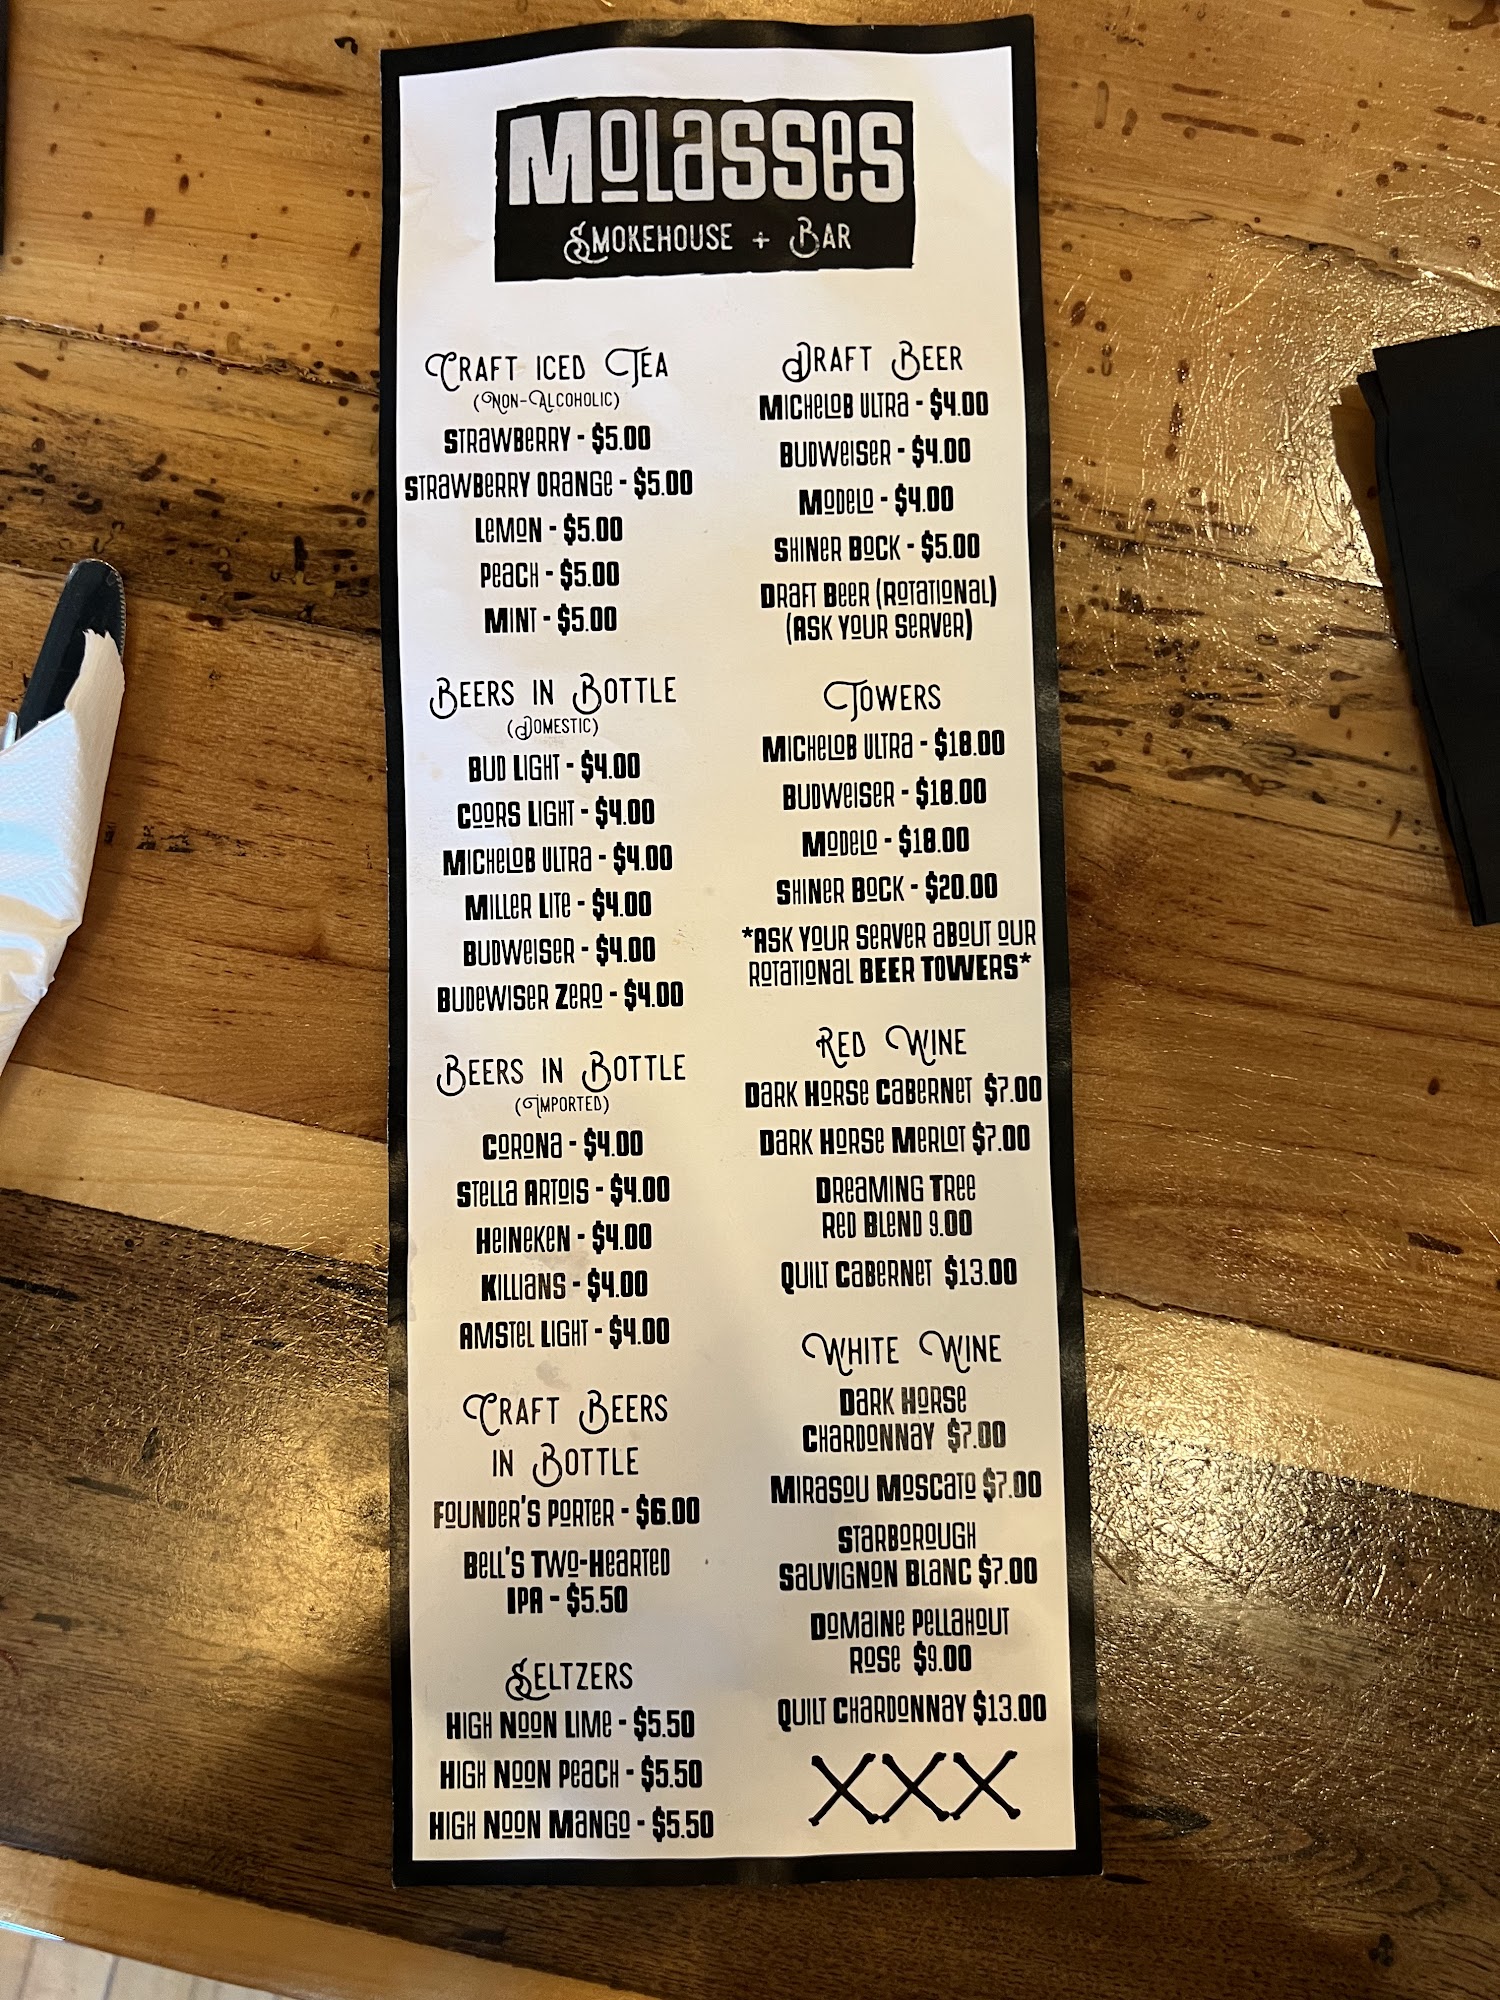 Molasses
Smokehouse + Bar
Craft Iced Tea
(Non-Alcoholic)
Strawberry - $5.00
Strawberry Orange - $5.00
Lemon - $5.00
Peach - $5.00
Mint - $5.00
Beers in Bottle
(Domestic)
Bud Light - $4.00
Coors Light - $4.00
Michelob Ultra - $4.00
Miller Lite - $4.00
Budweiser - $4.00
Budewiser Zero - $4.00
Beers in Bottle
(Imported)
Corona - $4.00
Stella Artois - $4.00
Heineken - $4.00
Killians - $4.00
Amstel Light - $4.00
Craft Beers
in Bottle
Founder's Porter - $6.00
Bell's Two-Hearted
IPA - $5.50
Seltzers
High Noon Lime - $5.50
High Noon Peach - $5.50
High Noon Mango - $5.50
Draft Beer
Michelob Ultra - $4.00
Budweiser - $4.00
Modelo - $4.00
Shiner Bock - $5.00
Draft Beer (Rotational)
(Ask your server)
Towers
Michelob Ultra - $18.00
Budweiser - $18.00
Modelo - $18.00
Shiner Bock - $20.00
*Ask your server about our
rotational BEER TOWERS*
Red Wine
Dark Horse Cabernet $7.00
Dark Horse Merlot $7.00
Dreaming Tree
Red Blend 9.00
Quilt Cabernet $13.00
White Wine
Dark Horse
Chardonnay $7.00
Mirasou Moscato $7.00
Starborough
Sauvignon Blanc $7.00
Domaine Pellahout
Rose $9.00
Quilt Chardonnay $13.00
XXX